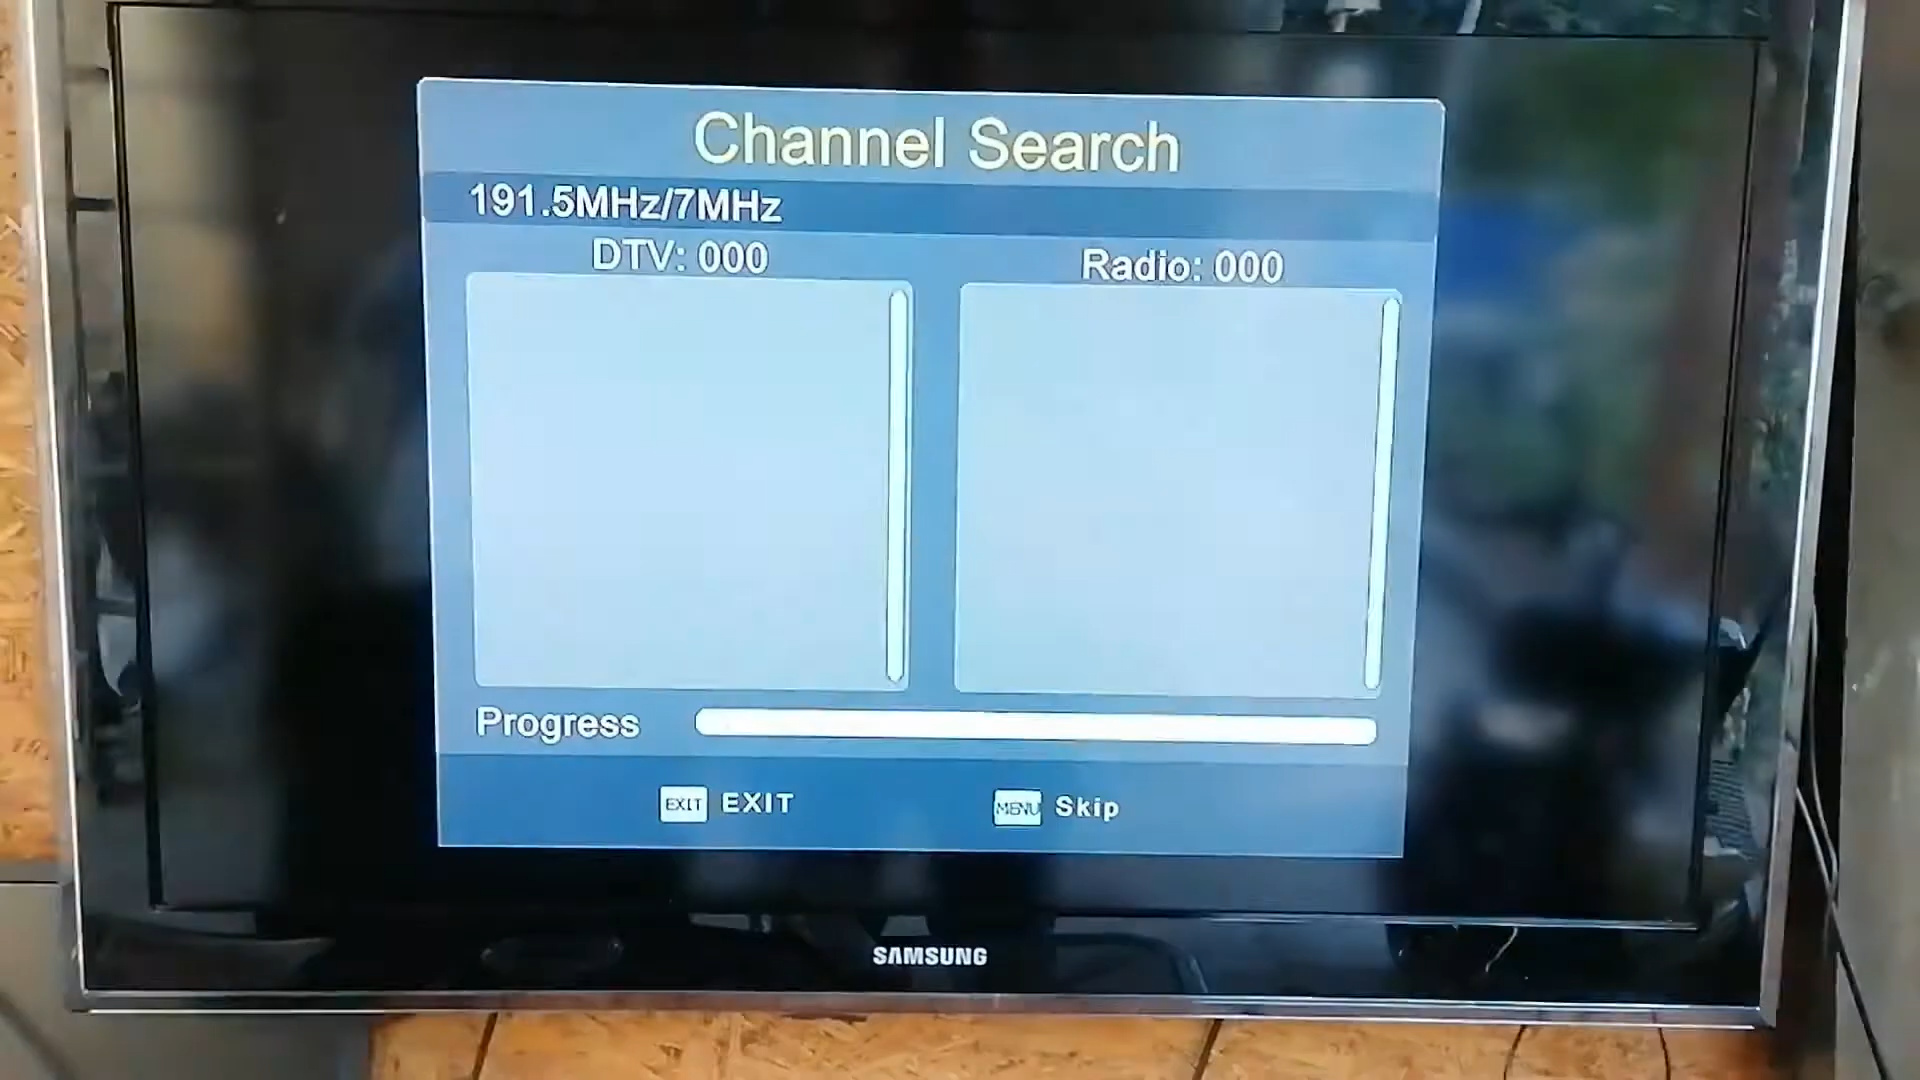 Channel Search
191.5MHz/7MHz
DTV: 000
Radio: 000
Progress
EXIT EXIT
MENU Skip
SAMSUNG